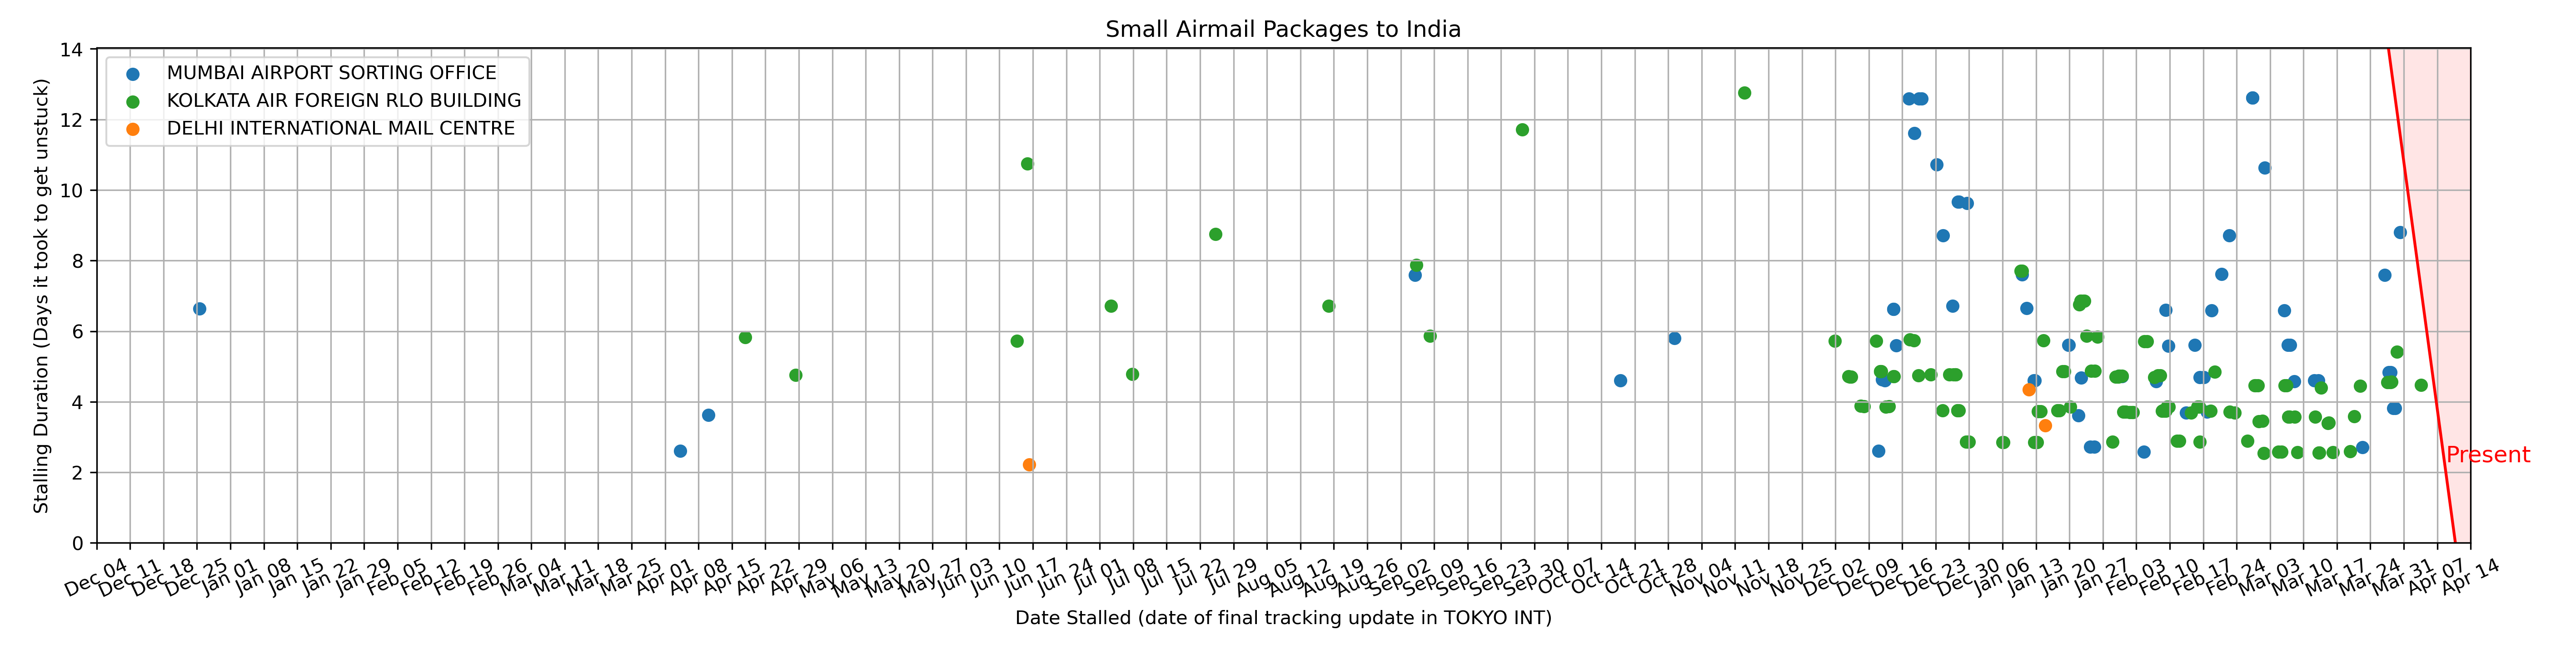 Small Airmail Packages to India
Stalling Duration (Days it took to get unstuck)
14
12
10
8
6
4
2
0
MUMBAI AIRPORT SORTING OFFICE
KOLKATA AIR FOREIGN RLO BUILDING
DELHI INTERNATIONAL MAIL CENTRE
Present
Dec 04
Dec 11
Dec 18
Dec 25
Jan 01
Jan 08
Jan 15
Jan 22
Jan 29
Feb 05
Feb 12
Feb 19
Feb 26
Mar 04
Mar 11
Mar 18
Mar 25
Apr 01
Apr 08
Apr 15
Apr 22
Apr 29
May 06
May 13
May 20
May 27
Jun 03
Jun 10
Jun 17
Jun 24
Jul 01
Jul 08
Jul 15
Jul 22
Jul 29
Aug 05
Aug 12
Aug 19
Aug 26
Sep 02
Sep 09
Sep 16
Sep 23
Sep 30
Oct 07
Oct 14
Oct 21
Oct 28
Nov 04
Nov 11
Nov 18
Nov 25
Dec 02
Dec 09
Dec 16
Dec 23
Dec 30
Jan 06
Jan 13
Jan 20
Jan 27
Feb 03
Feb 10
Feb 17
Feb 24
Mar 03
Mar 10
Mar 17
Mar 24
Mar 31
Apr 07
Apr 14
Date Stalled (date of final tracking update in TOKYO INT)